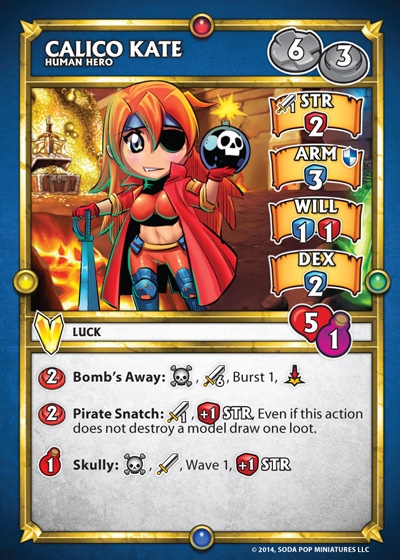 CALICO KATE
HUMAN HERO
6 3
STR
2
ARM
3
WILL
1 1
DEX
2
5
1
LUCK
2 Bomb's Away: , 6, Burst 1,
2 Pirate Snatch: 1, +1 STR, Even if this action
does not destroy a model draw one loot.
1 Skully: , , Wave 1, +1 STR
© 2014, SODA POP MINIATURES LLC